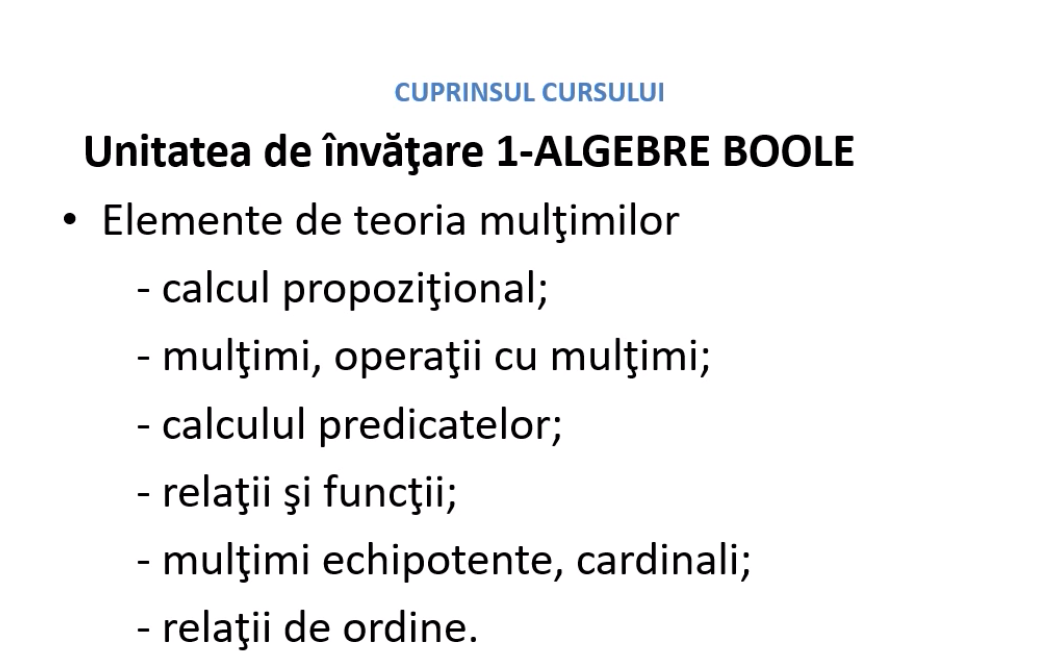 CUPRINSUL CURSULUI
Unitatea de învăţare 1-ALGEBRE BOOLE
• Elemente de teoria mulţimilor
- calcul propoziţional;
- mulţimi, operaţii cu mulţimi;
- calculul predicatelor;
- relaţii şi funcţii;
- mulţimi echipotente, cardinali;
- relaţii de ordine.